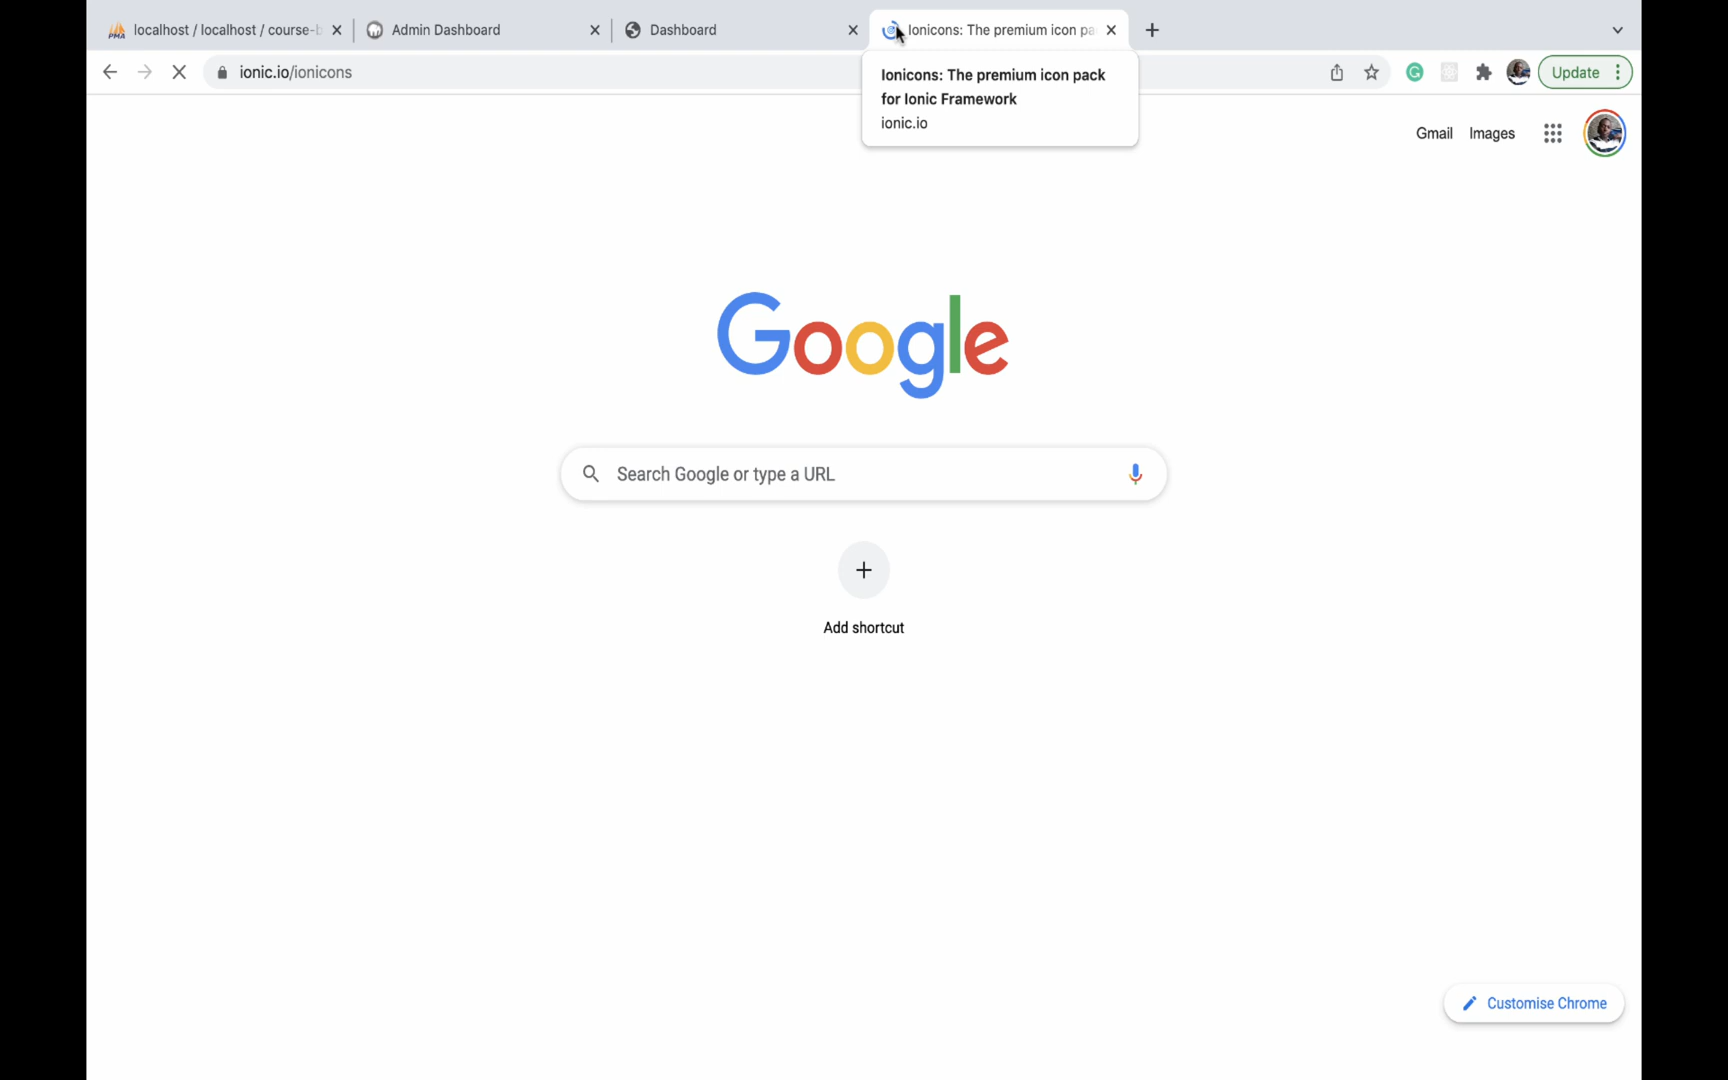 localhost / localhost / course-b
Admin Dashboard
Dashboard
Ionicons: The premium icon pa
ionic.io/ionicons
Update
Ionicons: The premium icon pack
for Ionic Framework
ionic.io
Gmail
Images
Google
Search Google or type a URL
Add shortcut
Customise Chrome